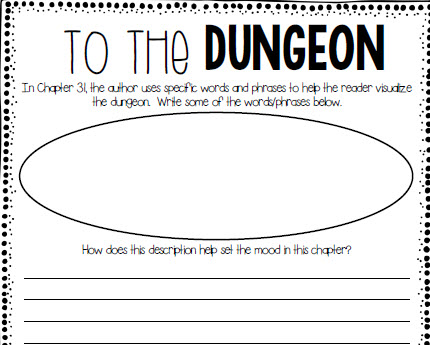 TO THE DUNGEON
In Chapter 31, the author uses specific words and phrases to help the reader visualize
the dungeon. Write some of the words/phrases below.
How does this description help set the mood in this chapter?